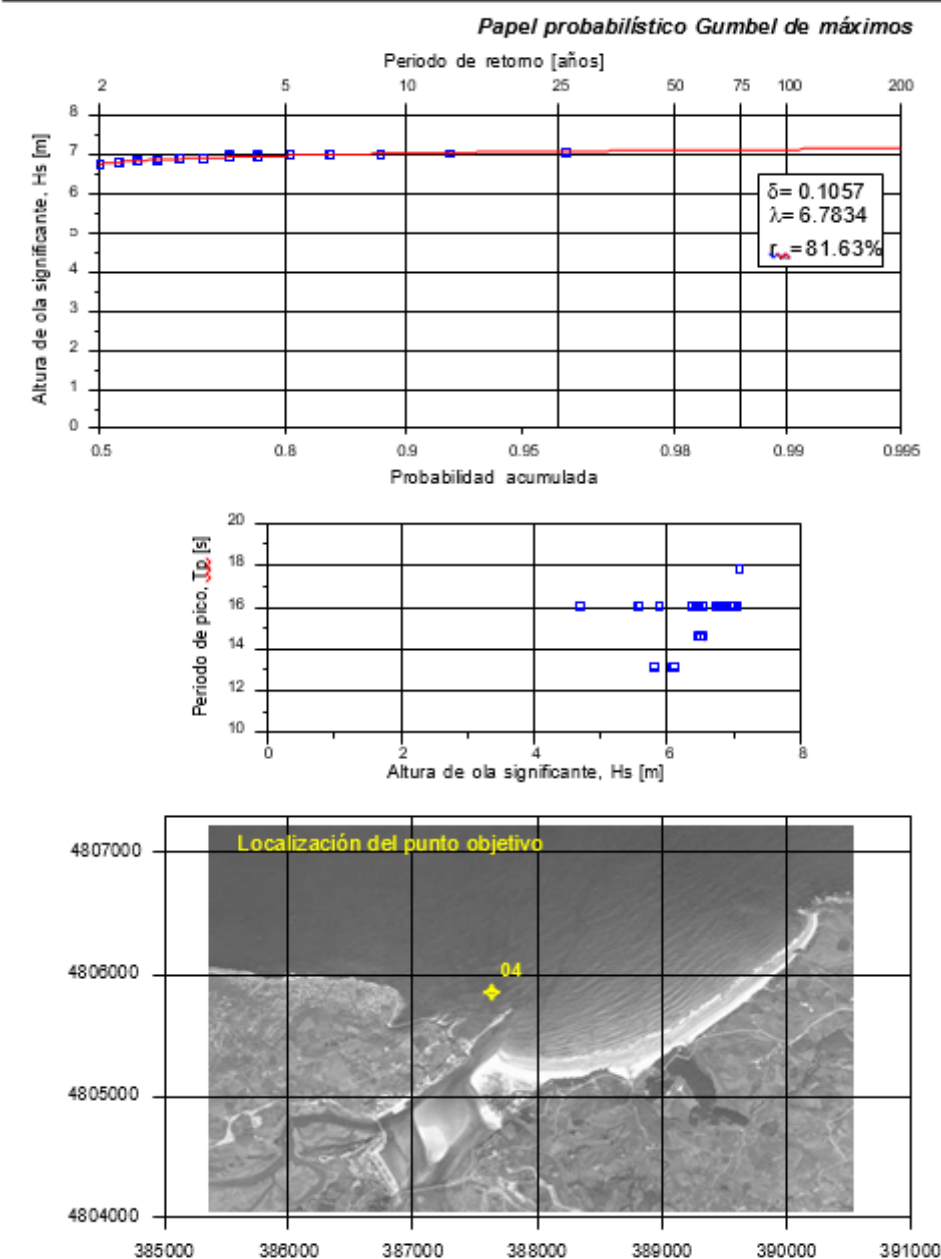 Papel probabilístico Gumbel de máximos
Periodo de retorno [años]
2 5 10 25 50 75 100 200
Altura de ola significante, Hs [m]
8
7
6
5
4
3
2
1
0
δ= 0.1057
λ= 6.7834
=81.63%
0.5 0.8 0.9 0.95 0.98 0.99 0.995
Probabilidad acumulada
Periodo de pico, Tp [s]
20
18
16
14
12
10
0 2 4 6 8
Altura de ola significante, Hs [m]
Localización del punto objetivo
04
4807000
4806000
4805000
4804000
385000 386000 387000 388000 389000 390000 391000